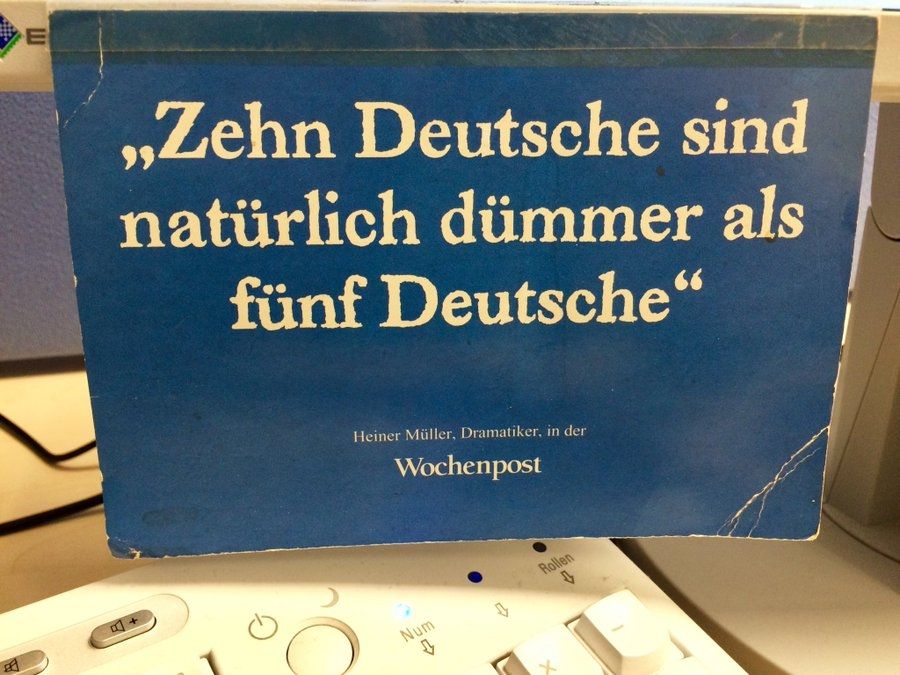 E
„Zehn Deutsche sind
natürlich dümmer als
fünf Deutsche“
Heiner Müller, Dramatiker, in der
Wochenpost
Rollen
Num
+
-
×